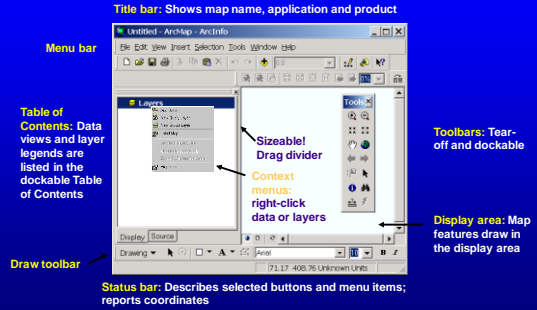 Title bar: Shows map name, application and product
Untitled - ArcMap - ArcInfo
Menu bar
File Edit View Insert Selection Tools Window Help
Layers
Tools
Table of
Contents: Data
views and layer
legends are
listed in the
dockable Table
of Contents
Sizeable!
Drag divider
Context
menus:
right-click
data or layers
Toolbars: Tear-
off and dockable
Display area: Map
features draw in
the display area
Display Source
Draw toolbar
Drawing A Arial 10 B I
71.17 408.76 Unknown Units
Status bar: Describes selected buttons and menu items;
reports coordinates